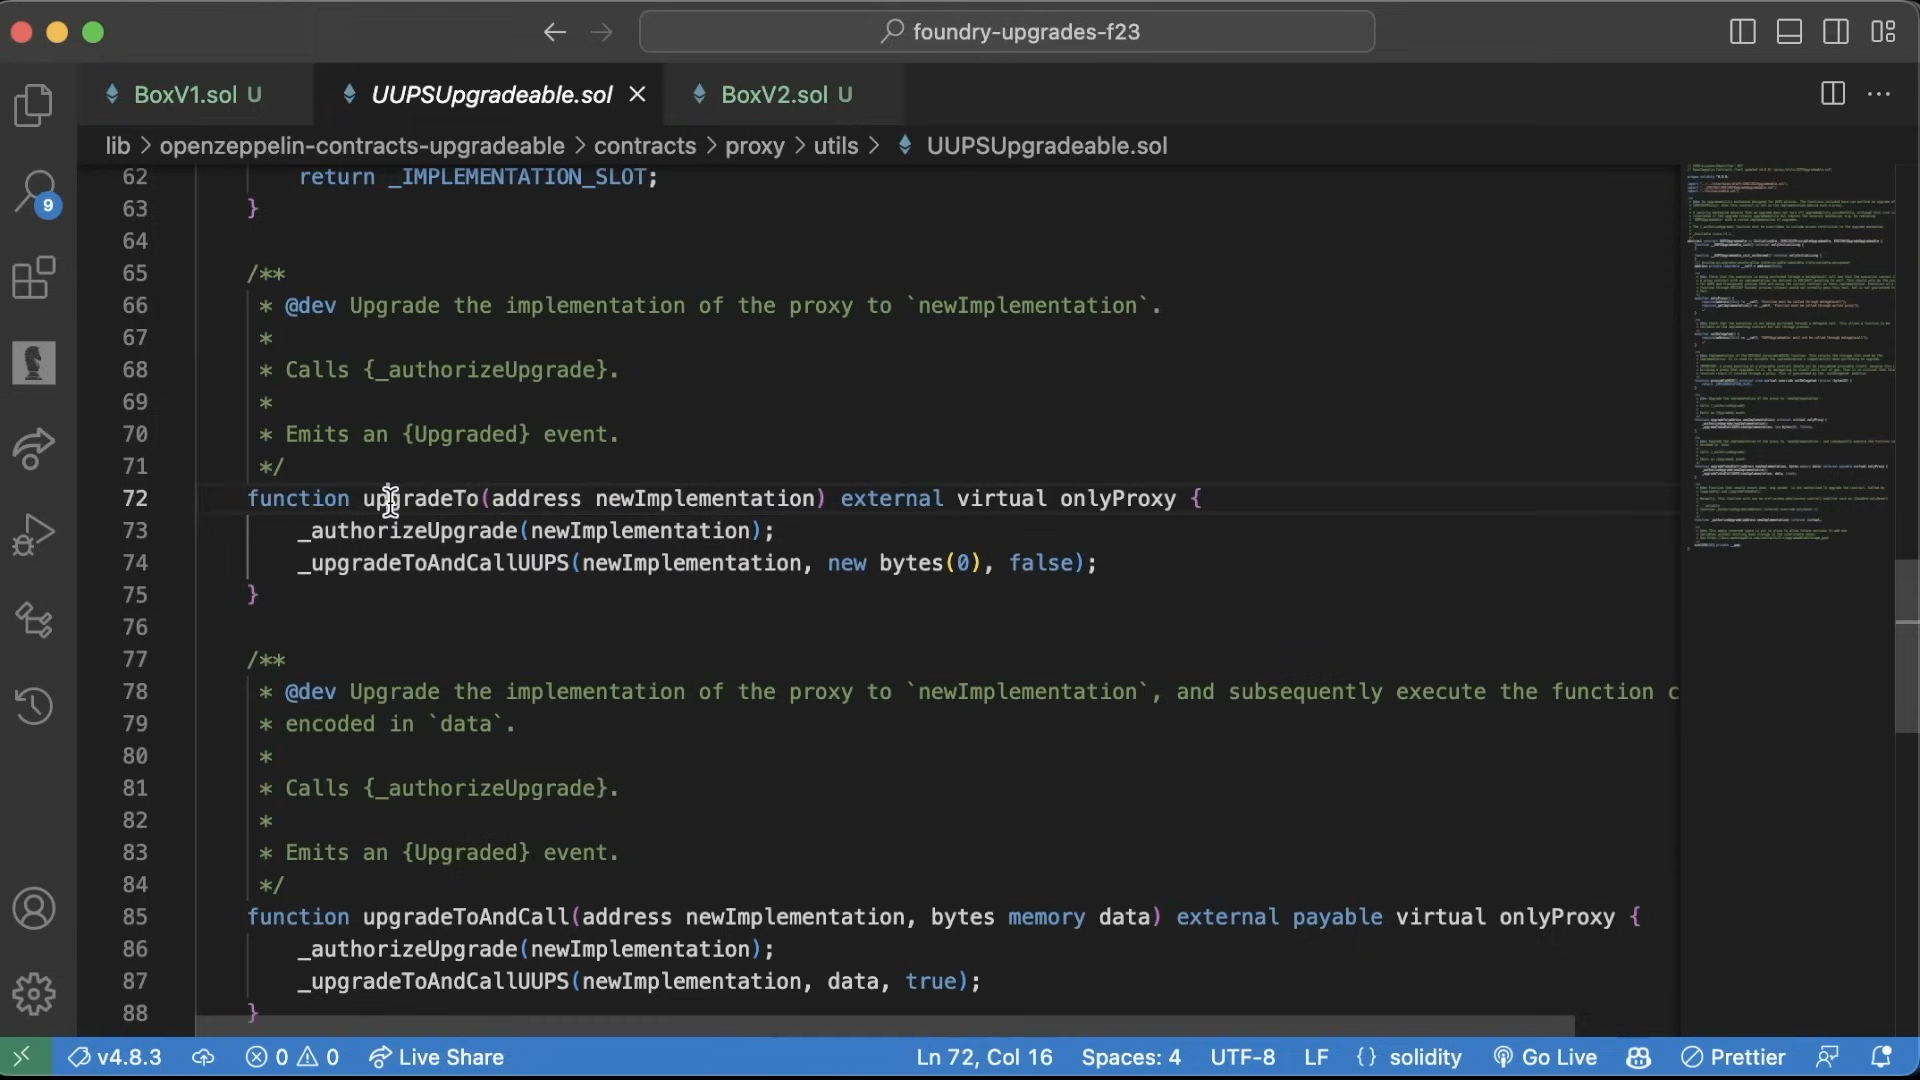 foundry-upgrades-f23
BoxV1.sol U
UUPSUpgradeable.sol
BoxV2.sol U
lib > openzeppelin-contracts-upgradeable > contracts > proxy > utils > UUPSUpgradeable.sol
9
62 return _IMPLEMENTATION_SLOT;
63 }
64
65 /**
66 * @dev Upgrade the implementation of the proxy to `newImplementation`.
67 *
68 * Calls {_authorizeUpgrade}.
69 *
70 * Emits an {Upgraded} event.
71 */
72 function upgradeTo(address newImplementation) external virtual onlyProxy {
73 _authorizeUpgrade(newImplementation);
74 _upgradeToAndCallUUPS(newImplementation, new bytes(0), false);
75 }
76
77 /**
78 * @dev Upgrade the implementation of the proxy to `newImplementation`, and subsequently execute the function c
79 * encoded in `data`.
80 *
81 * Calls {_authorizeUpgrade}.
82 *
83 * Emits an {Upgraded} event.
84 */
85 function upgradeToAndCall(address newImplementation, bytes memory data) external payable virtual onlyProxy {
86 _authorizeUpgrade(newImplementation);
87 _upgradeToAndCallUUPS(newImplementation, data, true);
88 }
v4.8.3 0 0 Live Share Ln 72, Col 16 Spaces: 4 UTF-8 LF {} solidity Go Live Prettier